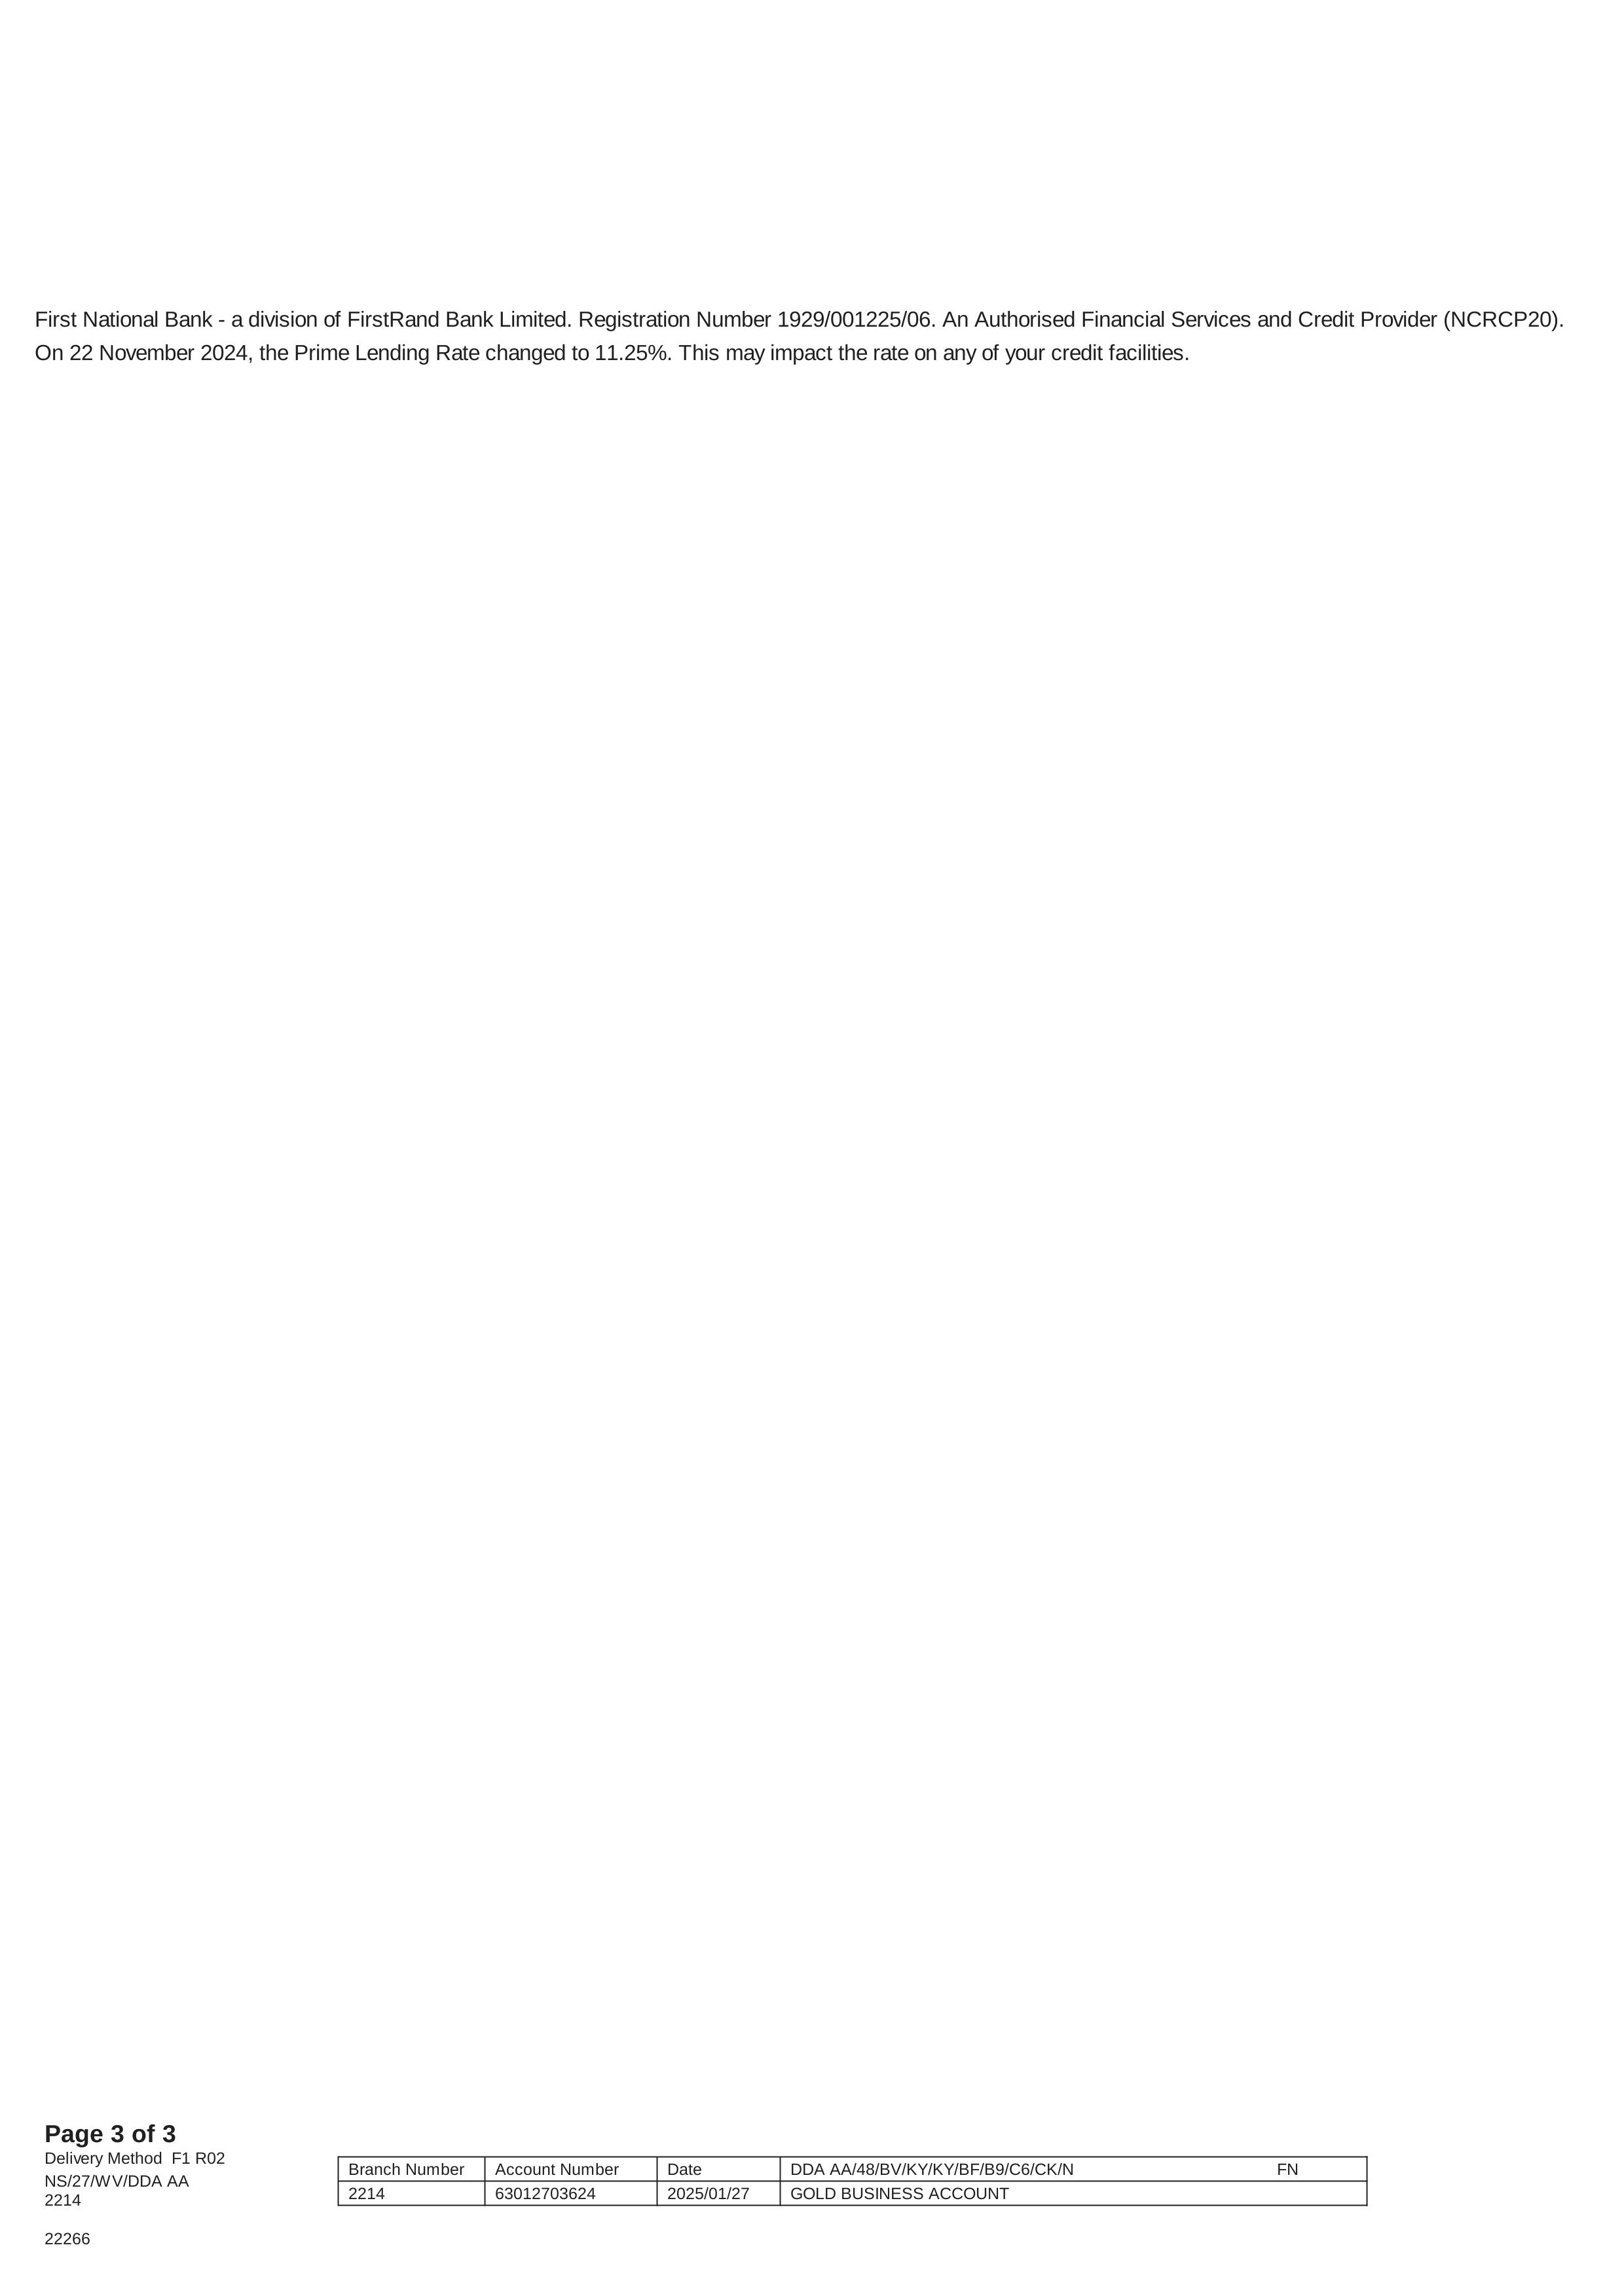 First National Bank - a division of FirstRand Bank Limited. Registration Number 1929/001225/06. An Authorised Financial Services and Credit Provider (NCRCP20).
On 22 November 2024, the Prime Lending Rate changed to 11.25%. This may impact the rate on any of your credit facilities.
Page 3 of 3
Delivery Method F1 R02
NS/27/WV/DDA AA
2214
22266
Branch Number Account Number Date DDA AA/48/BV/KY/KY/BF/B9/C6/CK/N FN
2214 63012703624 2025/01/27 GOLD BUSINESS ACCOUNT